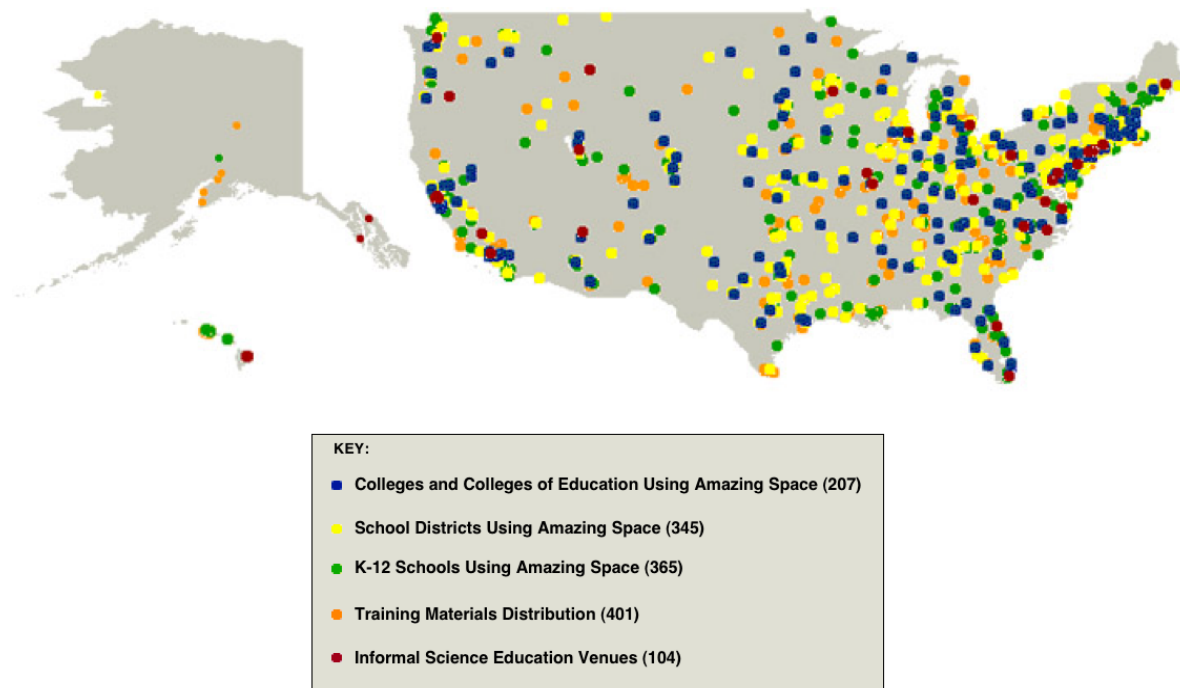 KEY:
Colleges and Colleges of Education Using Amazing Space (207)
School Districts Using Amazing Space (345)
K-12 Schools Using Amazing Space (365)
Training Materials Distribution (401)
Informal Science Education Venues (104)